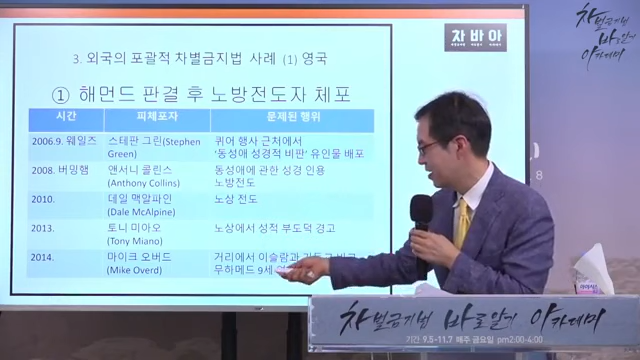 차바아
차별금지법
바로알기
아카데미
3. 외국의 포괄적 차별금지법 사례 (1) 영국
① 해먼드 판결 후 노방전도자 체포
시간 피체포자 문제된 행위
2006.9. 웨일즈 스테판 그린(Stephen Green) 퀴어 행사 근처에서
'동성애 성경적 비판' 유인물 배포
2008. 버밍햄 앤서니 콜린스 동성애에 관한 성경 인용
(Anthony Collins) 노방전도
2010. 데일 맥알파인 노상 전도
(Dale McAlpine)
2013. 토니 미아노 노상에서 성적 부도덕 경고
(Tony Miano)
2014. 마이크 오버드 거리에서 이슬람과
(Mike Overd) 무하메드 9세
8
차별금지법 바로알기 아카데미
기간 9.5-11.7 매주 금요일 pm2:00-4:00